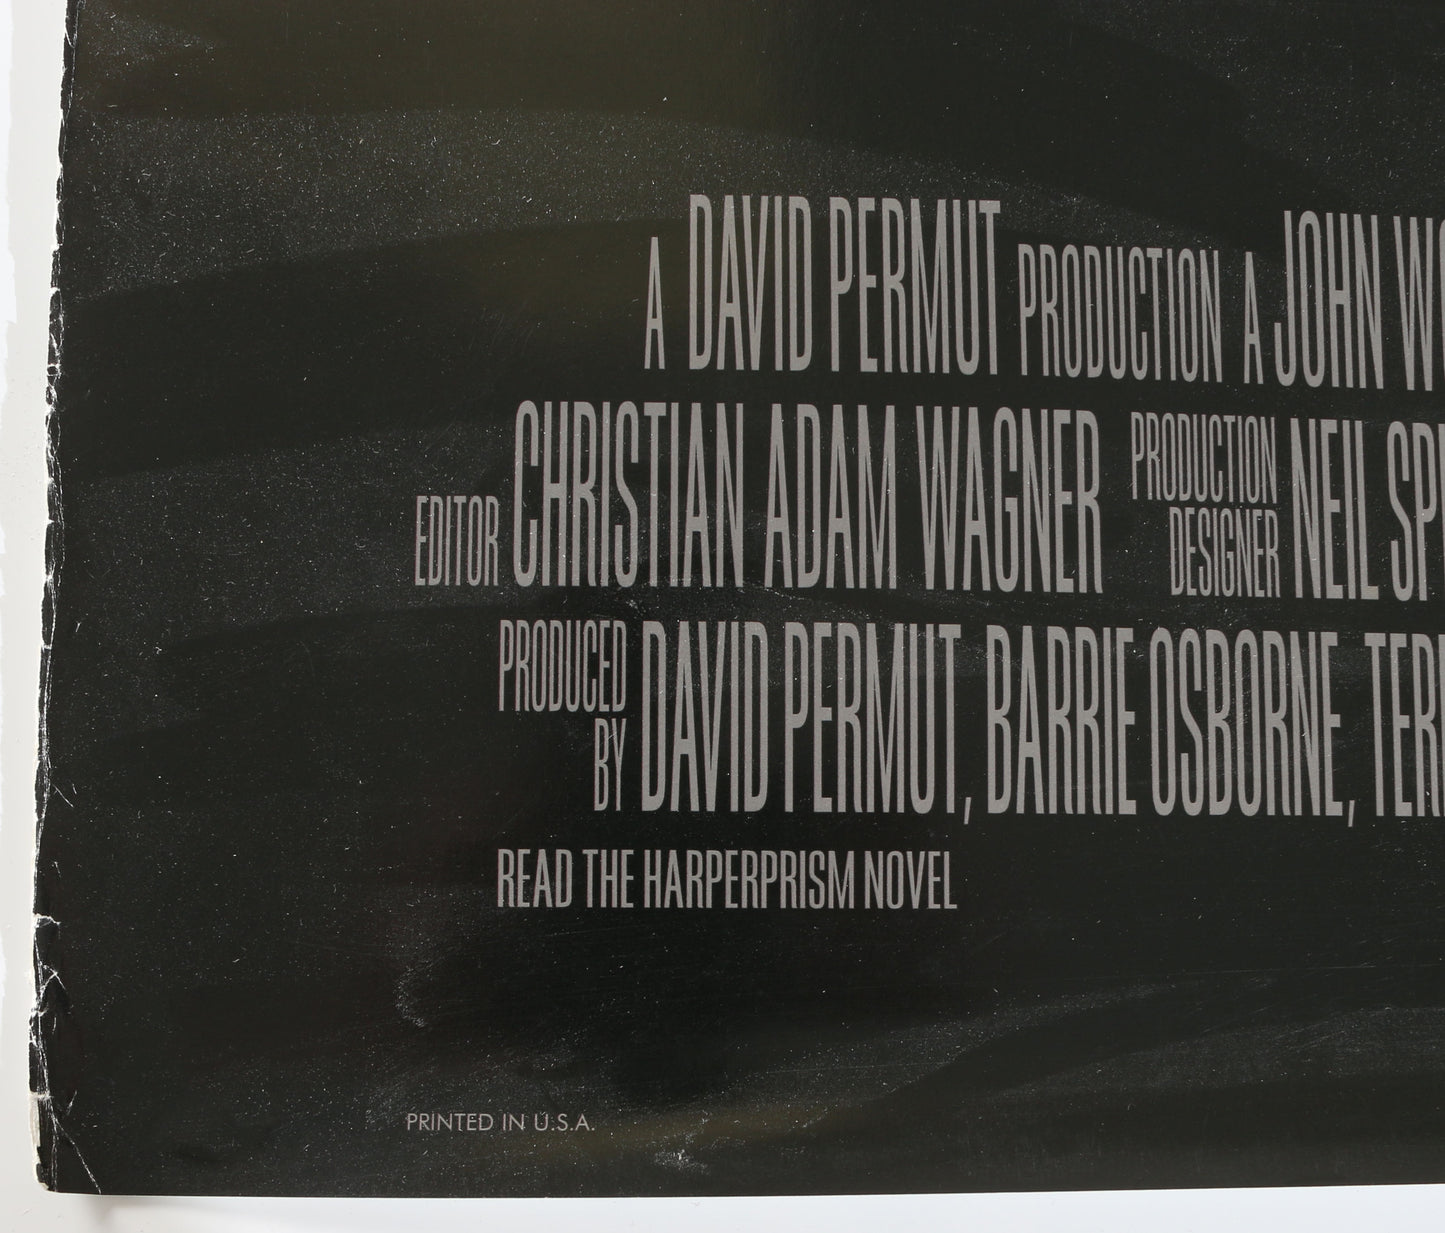 A DAVID PERMUT PRODUCTION A JOHN
EDITOR CHRISTIAN ADAM WAGNER PRODUCTION DESIGNER NEIL
PRODUCED BY DAVID PERMUT, BARRIE OSBORNE,
READ THE HARPERPRISM NOVEL
PRINTED IN U.S.A.